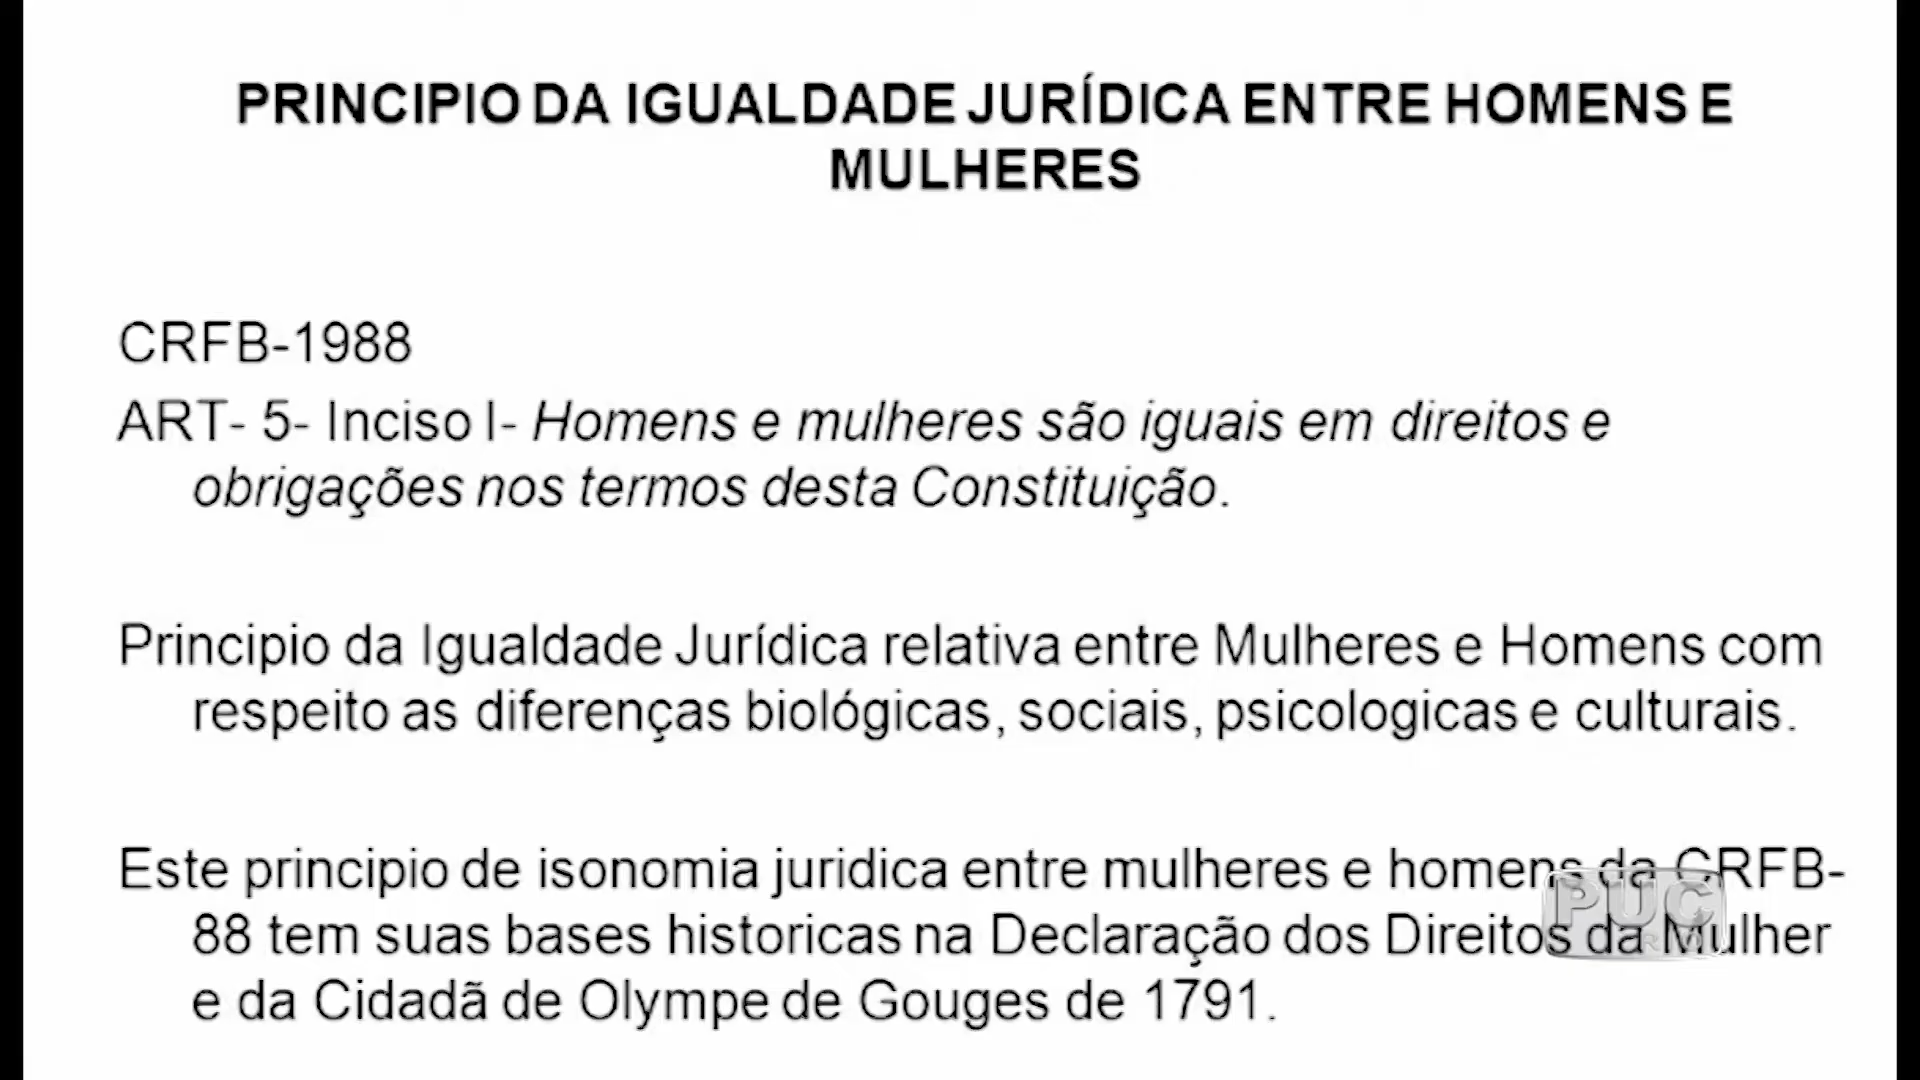 PRINCIPIO DA IGUALDADE JURÍDICA ENTRE HOMENS E
MULHERES
CRFB-1988
ART- 5- Inciso I- Homens e mulheres são iguais em direitos e
obrigações nos termos desta Constituição.
Principio da Igualdade Jurídica relativa entre Mulheres e Homens com
respeito as diferenças biológicas, sociais, psicologicas e culturais.
Este principio de isonomia juridica entre mulheres e homens da CRFB-
88 tem suas bases historicas na Declaração dos Direitos da Mulher
e da Cidadã de Olympe de Gouges de 1791.
PUC
RIO